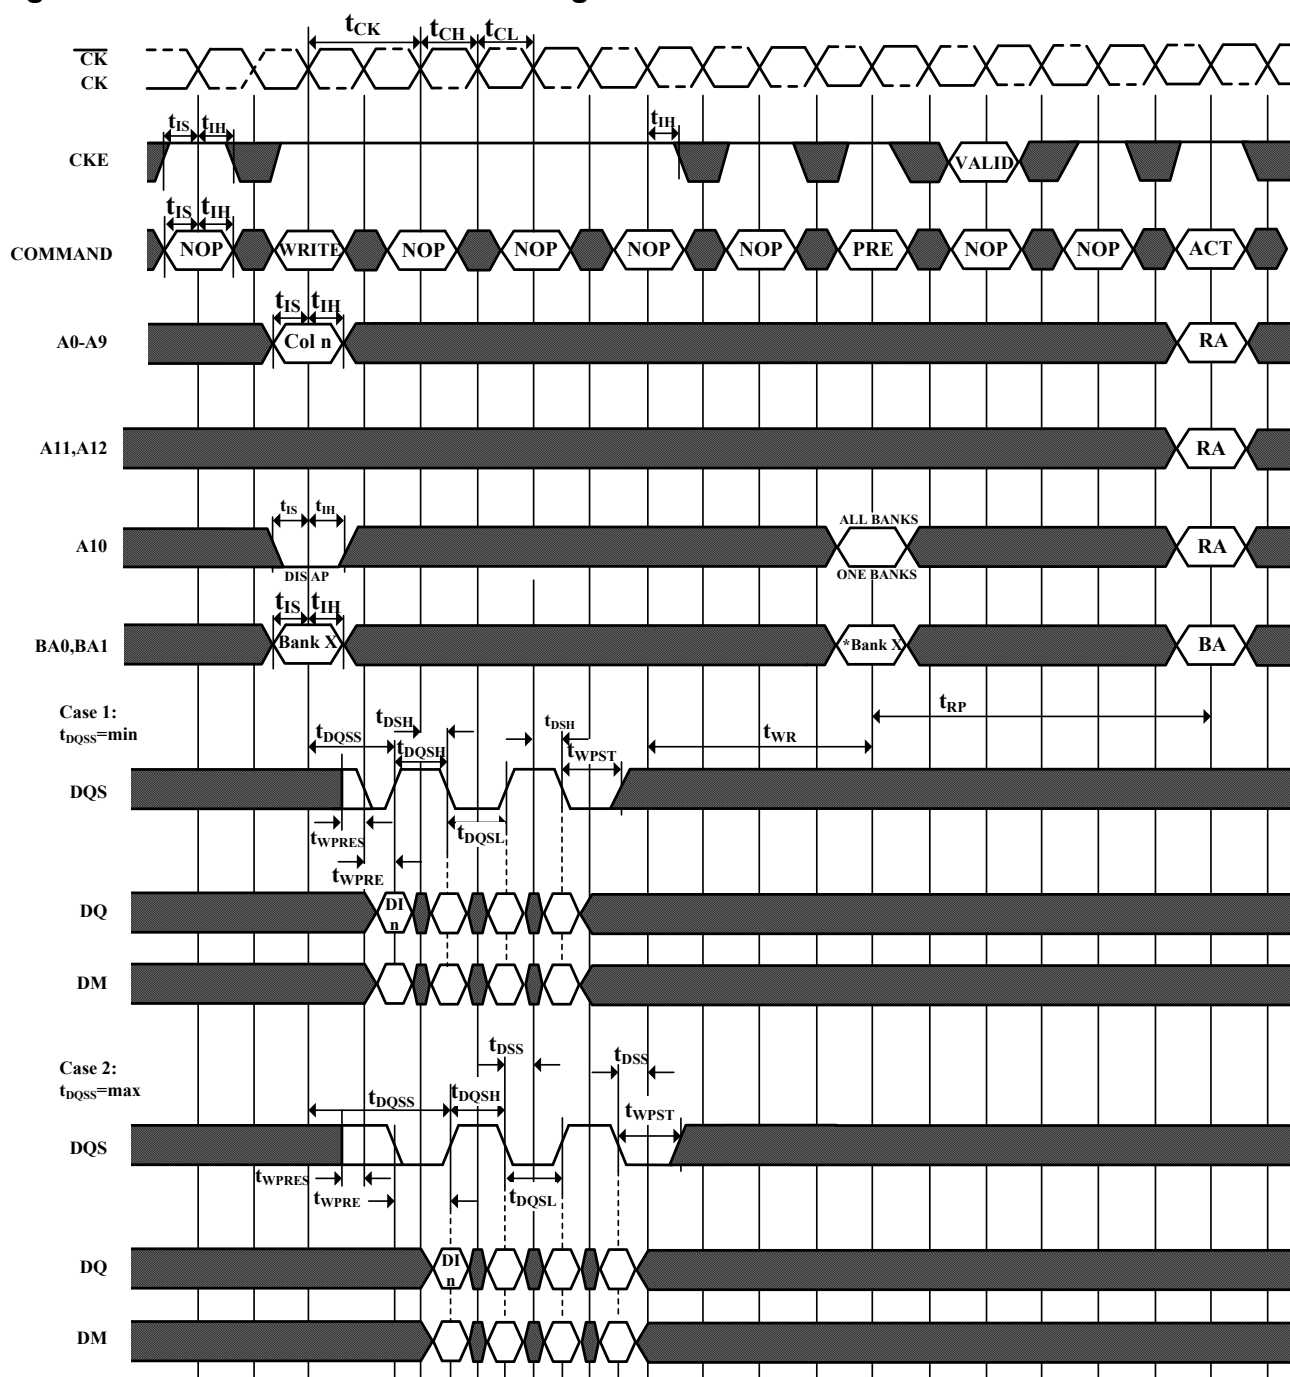 tCK tCH tCL
CK
CK
tIS tIH tIH
CKE VALID
tIS tIH
COMMAND NOP WRITE NOP NOP NOP NOP PRE NOP NOP ACT
tIS tIH
A0-A9 Col n RA
A11,A12 RA
tIS tIH ALL BANKS
A10 RA
DIS AP ONE BANKS
tIS tIH
BA0,BA1 Bank X *Bank X BA
Case 1:
tDQSS=min
tDSH tDSH tRP
tDQSS tDQSH tWPST tWR
DQS
tWPRES tDQSL
tWPRE
DQ DI
n
DM
Case 2:
tDQSS=max
tDSS tDSS
tDQSS tDQSH tWPST
DQS
tWPRES tWPRE tDQSL
DQ DI
n
DM